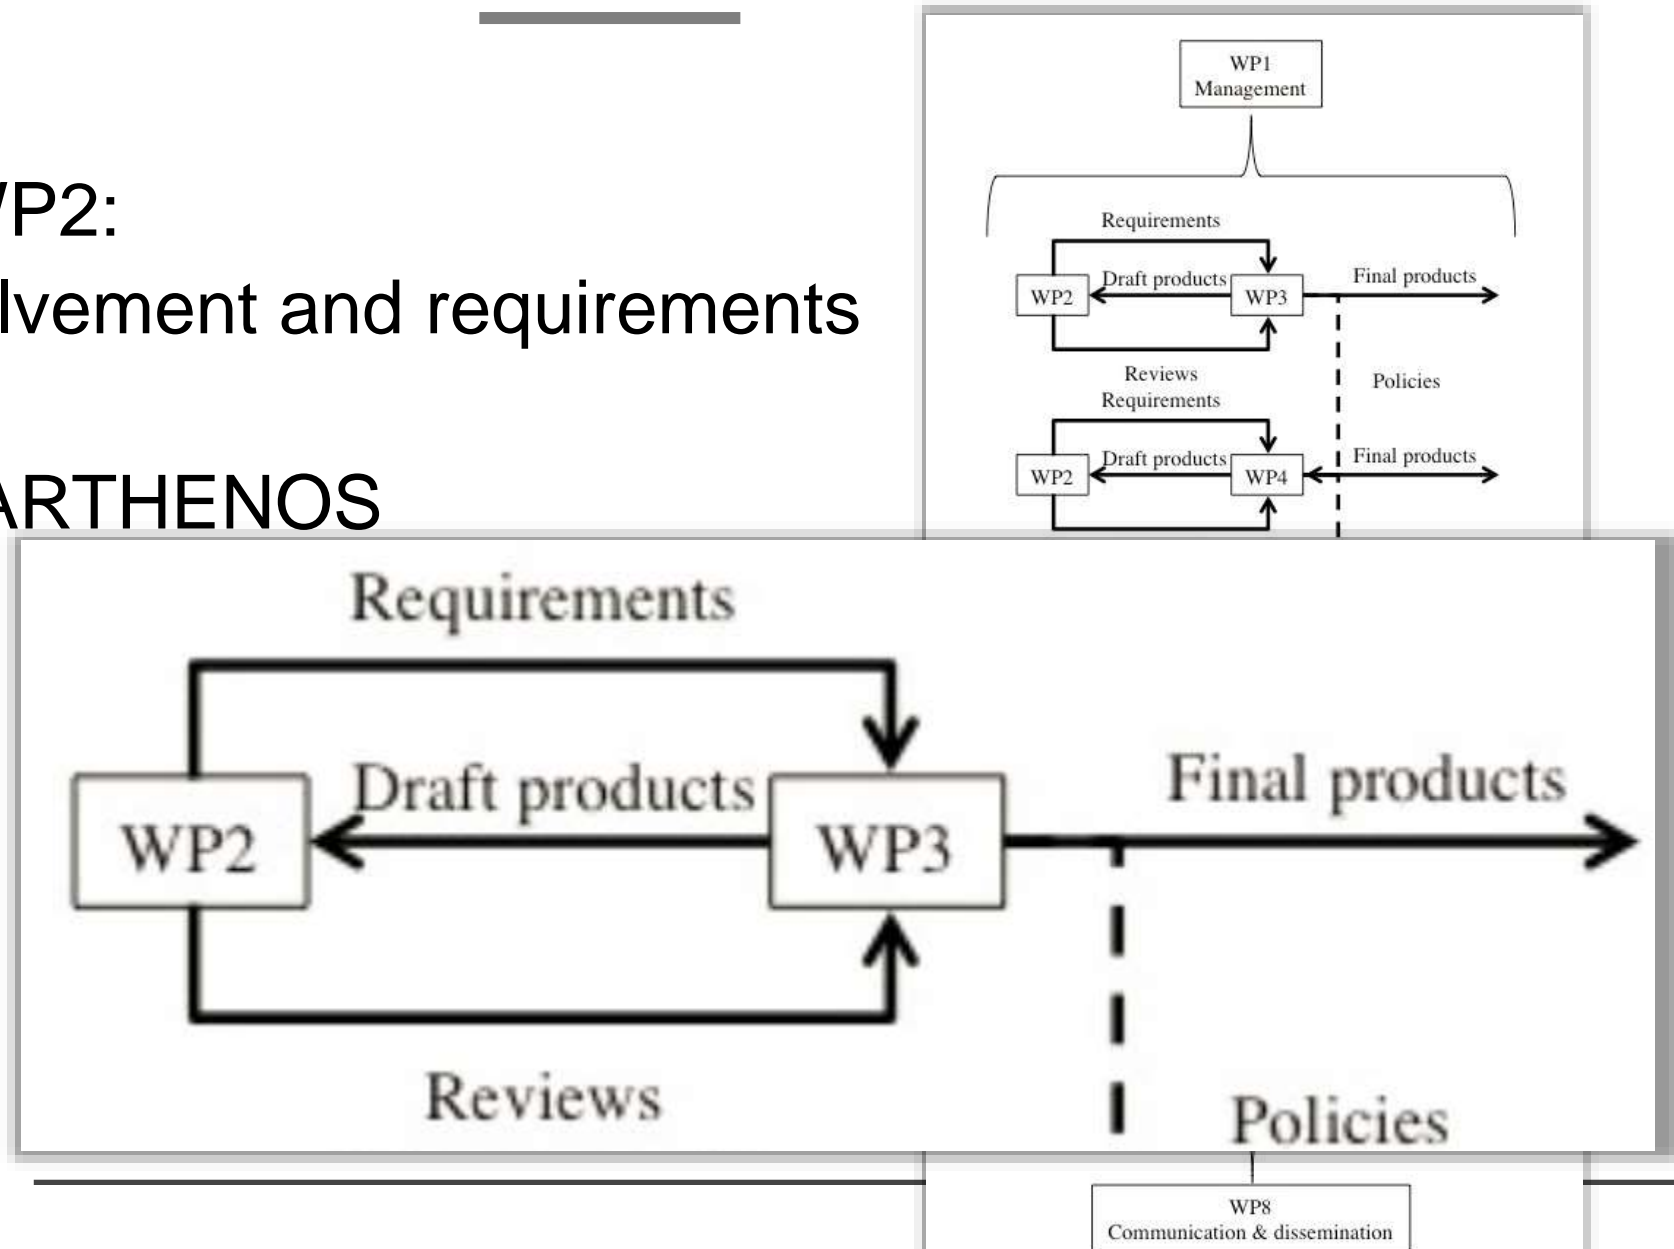 WP2:
lvement and requirements
ARTHENOS
WP1
Management
Requirements
Draft products
Final products
WP2
WP3
Reviews
Policies
Requirements
Draft products
Final products
WP2
WP4
Requirements
Draft products
Final products
WP2
WP3
Reviews
Policies
WP8
Communication & dissemination